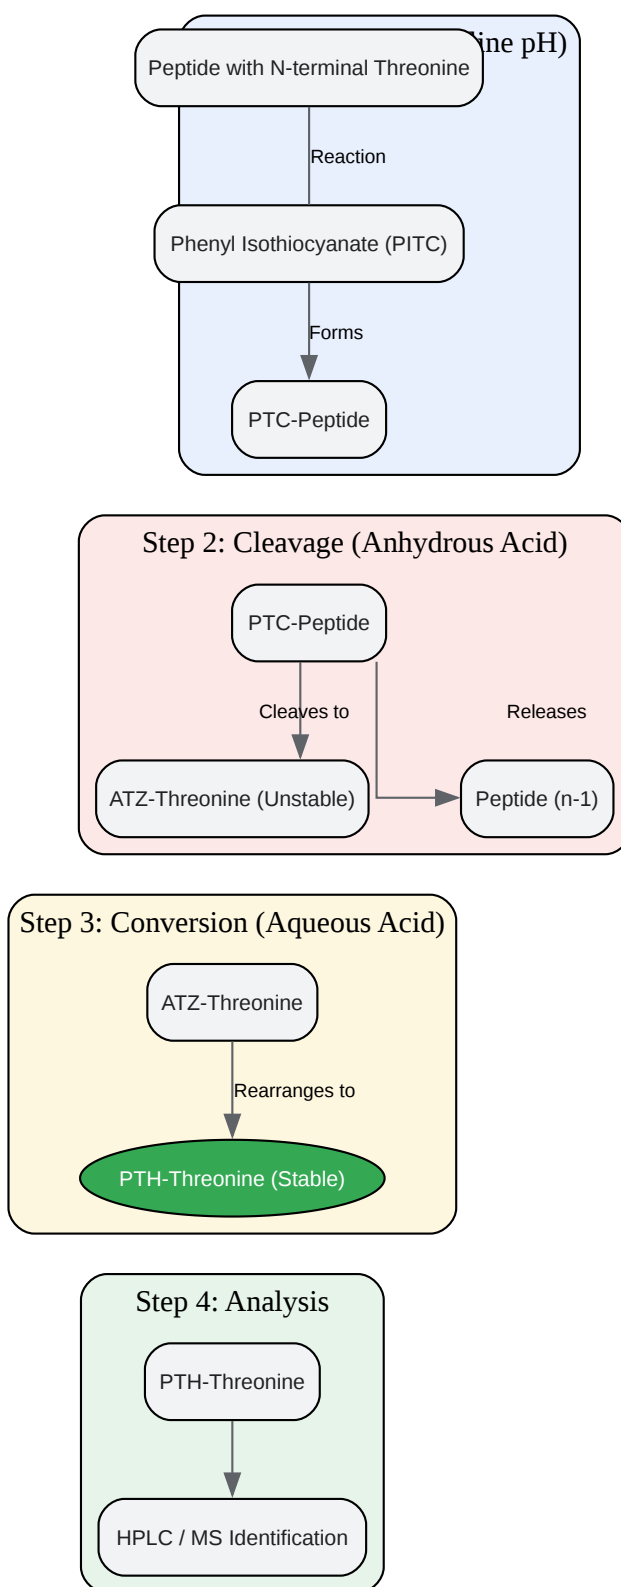 line pH)
Peptide with N-terminal Threonine
Reaction
Phenyl Isothiocyanate (PITC)
Forms
PTC-Peptide
Step 2: Cleavage (Anhydrous Acid)
PTC-Peptide
Cleaves to
Releases
ATZ-Threonine (Unstable)
Peptide (n-1)
Step 3: Conversion (Aqueous Acid)
ATZ-Threonine
Rearranges to
PTH-Threonine (Stable)
Step 4: Analysis
PTH-Threonine
HPLC / MS Identification